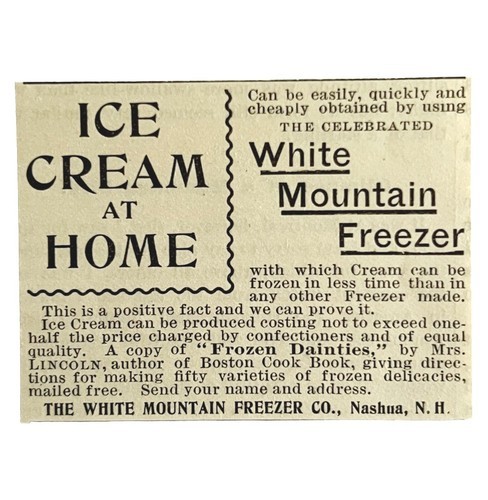 ICE
CREAM
AT
HOME
Can be easily, quickly and
cheaply obtained by using
THE CELEBRATED
White
Mountain
Freezer
with which Cream can be
frozen in less time than in
any other Freezer made.
This is a positive fact and we can prove it.
Ice Cream can be produced costing not to exceed one-
half the price charged by confectioners and of equal
quality. A copy of "Frozen Dainties," by Mrs.
LINCOLN, author of Boston Cook Book, giving direc-
tions for making fifty varieties of frozen delicacies,
mailed free. Send your name and address.
THE WHITE MOUNTAIN FREEZER CO., Nashua, N. H.